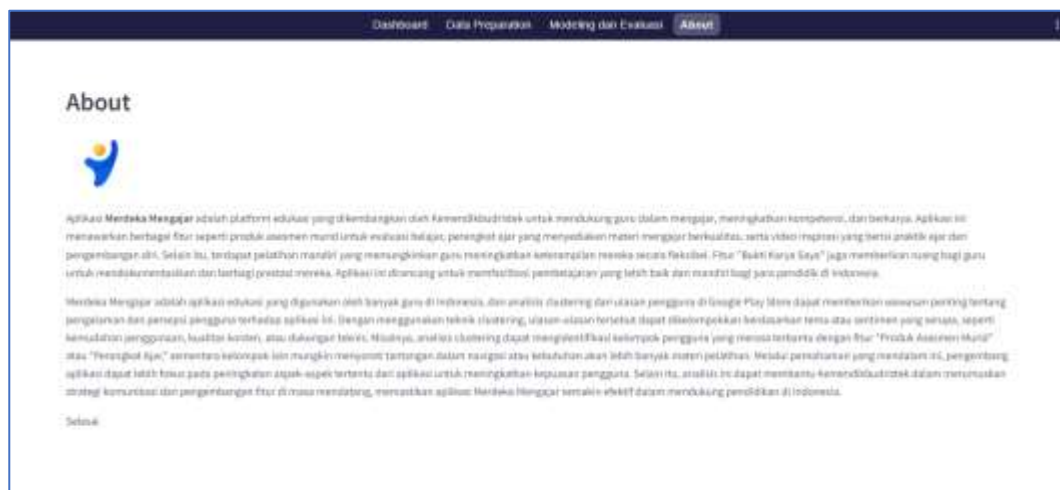 Dashboard Data Preparation Modeling dan Evaluasi About
About
Aplikasi Merdeka Mengajar adalah platform edukasi yang dikembangkan oleh Kemendikbudristek untuk mendukung guru dalam mengajar, meningkatkan kompetensi, dan berkarya. Aplikasi ini
menawarkan berbagai fitur seperti produk asesmen murid untuk evaluasi belajar, perangkat ajar yang menyediakan materi mengajar berkualitas, serta video inspirasi yang berisi praktik ajar dan
pengembangan diri. Selain itu, terdapat pelatihan mandiri yang memungkinkan guru meningkatkan keterampilan mereka secara fleksibel. Fitur "Bukti Karya Saya" juga memberikan ruang bagi guru
untuk mendokumentasikan dan berbagi prestasi mereka. Aplikasi ini dirancang untuk memfasilitasi pembelajaran yang lebih baik dan mandiri bagi para pendidik di Indonesia.
Merdeka Mengajar adalah aplikasi edukasi yang digunakan oleh banyak guru di Indonesia, dan analisis clustering dari ulasan pengguna di Google Play Store dapat memberikan wawasan penting tentang
pengalaman dan persepsi pengguna terhadap aplikasi ini. Dengan menggunakan teknik clustering, ulasan-ulasan tersebut dapat dikelompokkan berdasarkan tema atau sentimen yang serupa, seperti
kemudahan penggunaan, kualitas konten, atau dukungan teknis. Misalnya, analisis clustering dapat mengidentifikasi kelompok pengguna yang merasa terbantu dengan fitur "Produk Asesmen Murid"
atau "Perangkat Ajar," sementara kelompok lain mungkin menyoroti tantangan dalam navigasi atau kebutuhan akan lebih banyak materi pelatihan. Melalui pemahaman yang mendalam ini, pengembang
aplikasi dapat lebih fokus pada peningkatan aspek-aspek tertentu dari aplikasi untuk meningkatkan kepuasan pengguna. Selain itu, analisis ini dapat membantu Kemendikbudristek dalam merumuskan
strategi komunikasi dan pengembangan fitur di masa mendatang, memastikan aplikasi Merdeka Mengajar semakin efektif dalam mendukung pendidikan di Indonesia.
Selesai